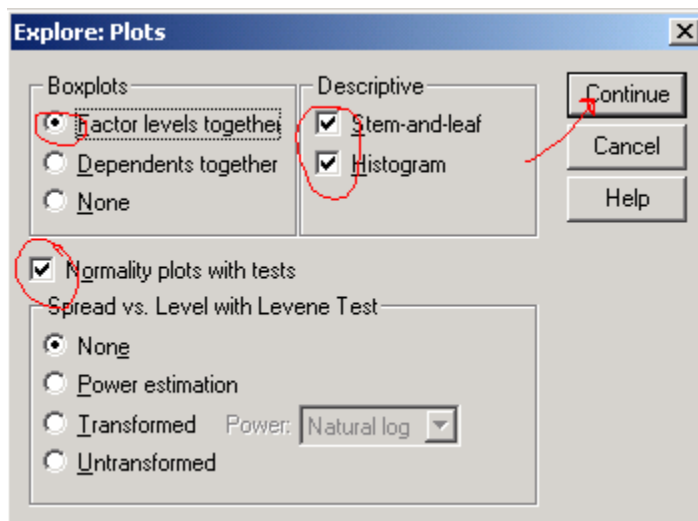 Explore: Plots
Boxplots
Factor levels together
Dependents together
None
Descriptive
Stem-and-leaf
Histogram
Continue
Cancel
Help
Normality plots with tests
Spread vs. Level with Levene Test
None
Power estimation
Transformed Power: Natural log
Untransformed